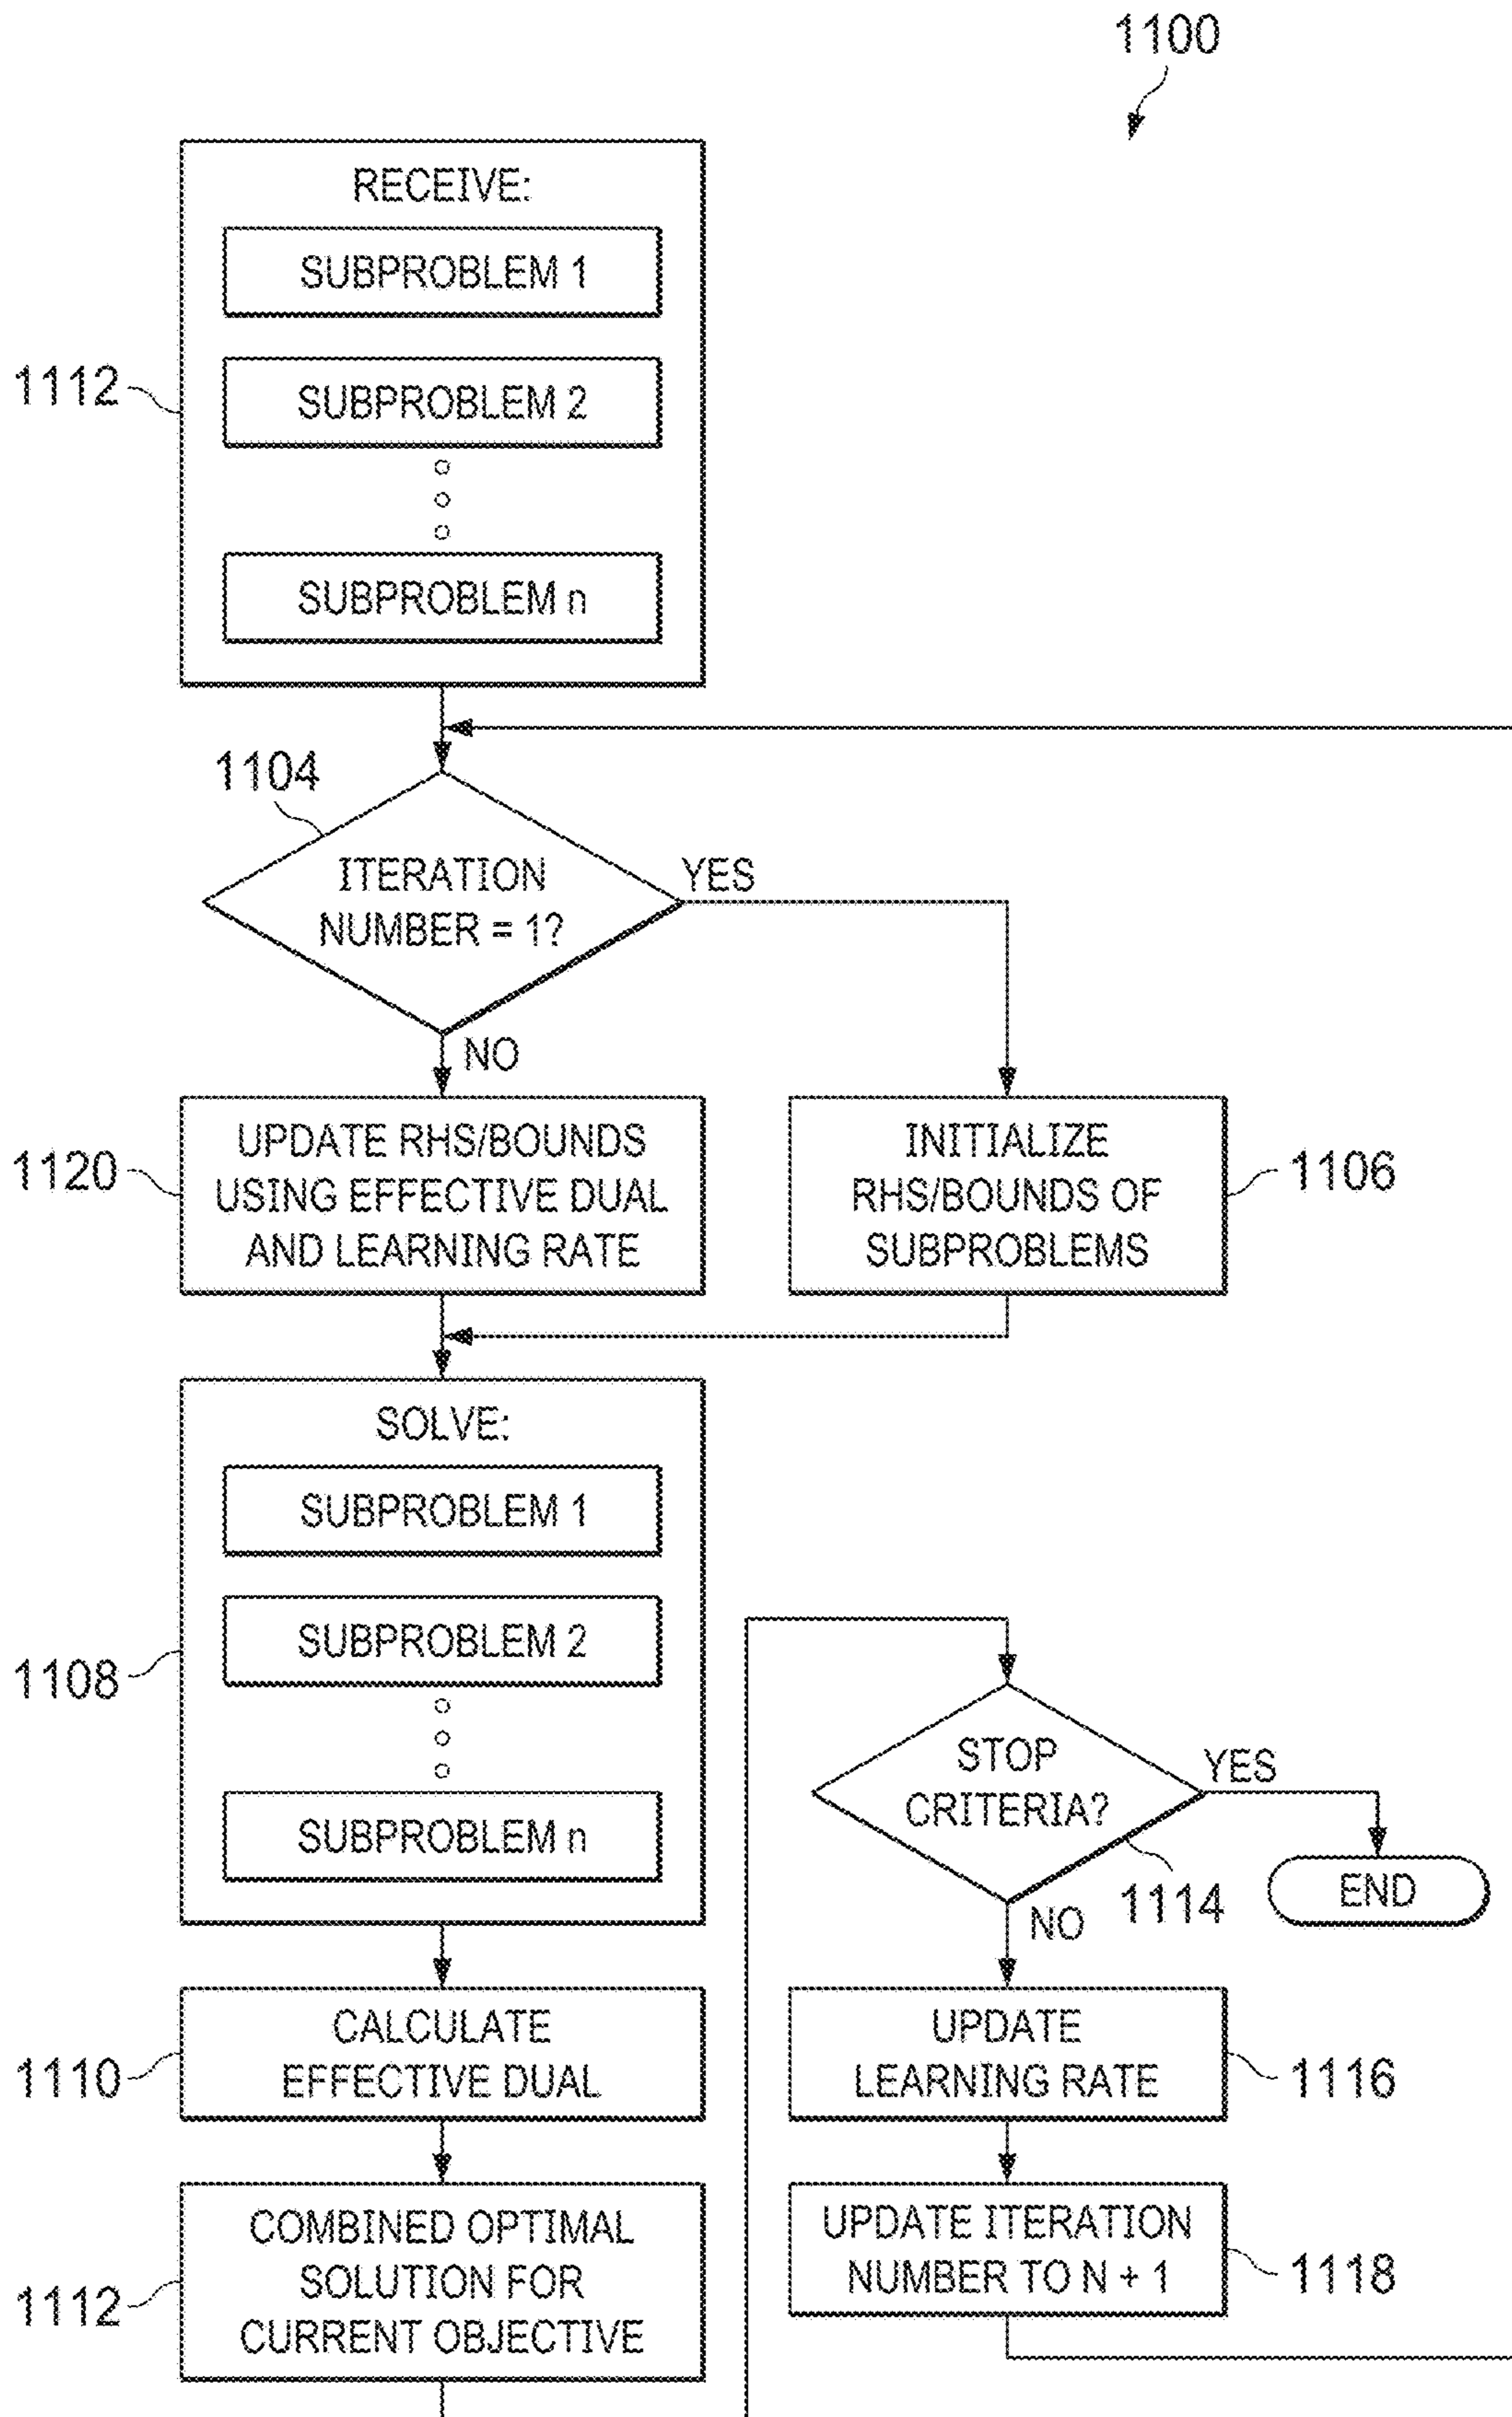 1100
RECEIVE:
SUBPROBLEM 1
1112
SUBPROBLEM 2
SUBPROBLEM n
1104
ITERATION
NUMBER = 1?
YES
NO
1120
UPDATE RHS/BOUNDS
USING EFFECTIVE DUAL
AND LEARNING RATE
INITIALIZE
RHS/BOUNDS OF
SUBPROBLEMS
1106
SOLVE:
SUBPROBLEM 1
1108
SUBPROBLEM 2
SUBPROBLEM n
1110
CALCULATE
EFFECTIVE DUAL
1112
COMBINED OPTIMAL
SOLUTION FOR
CURRENT OBJECTIVE
STOP
CRITERIA?
YES
1114
END
NO
UPDATE
LEARNING RATE
1116
UPDATE ITERATION
NUMBER TO N + 1
1118